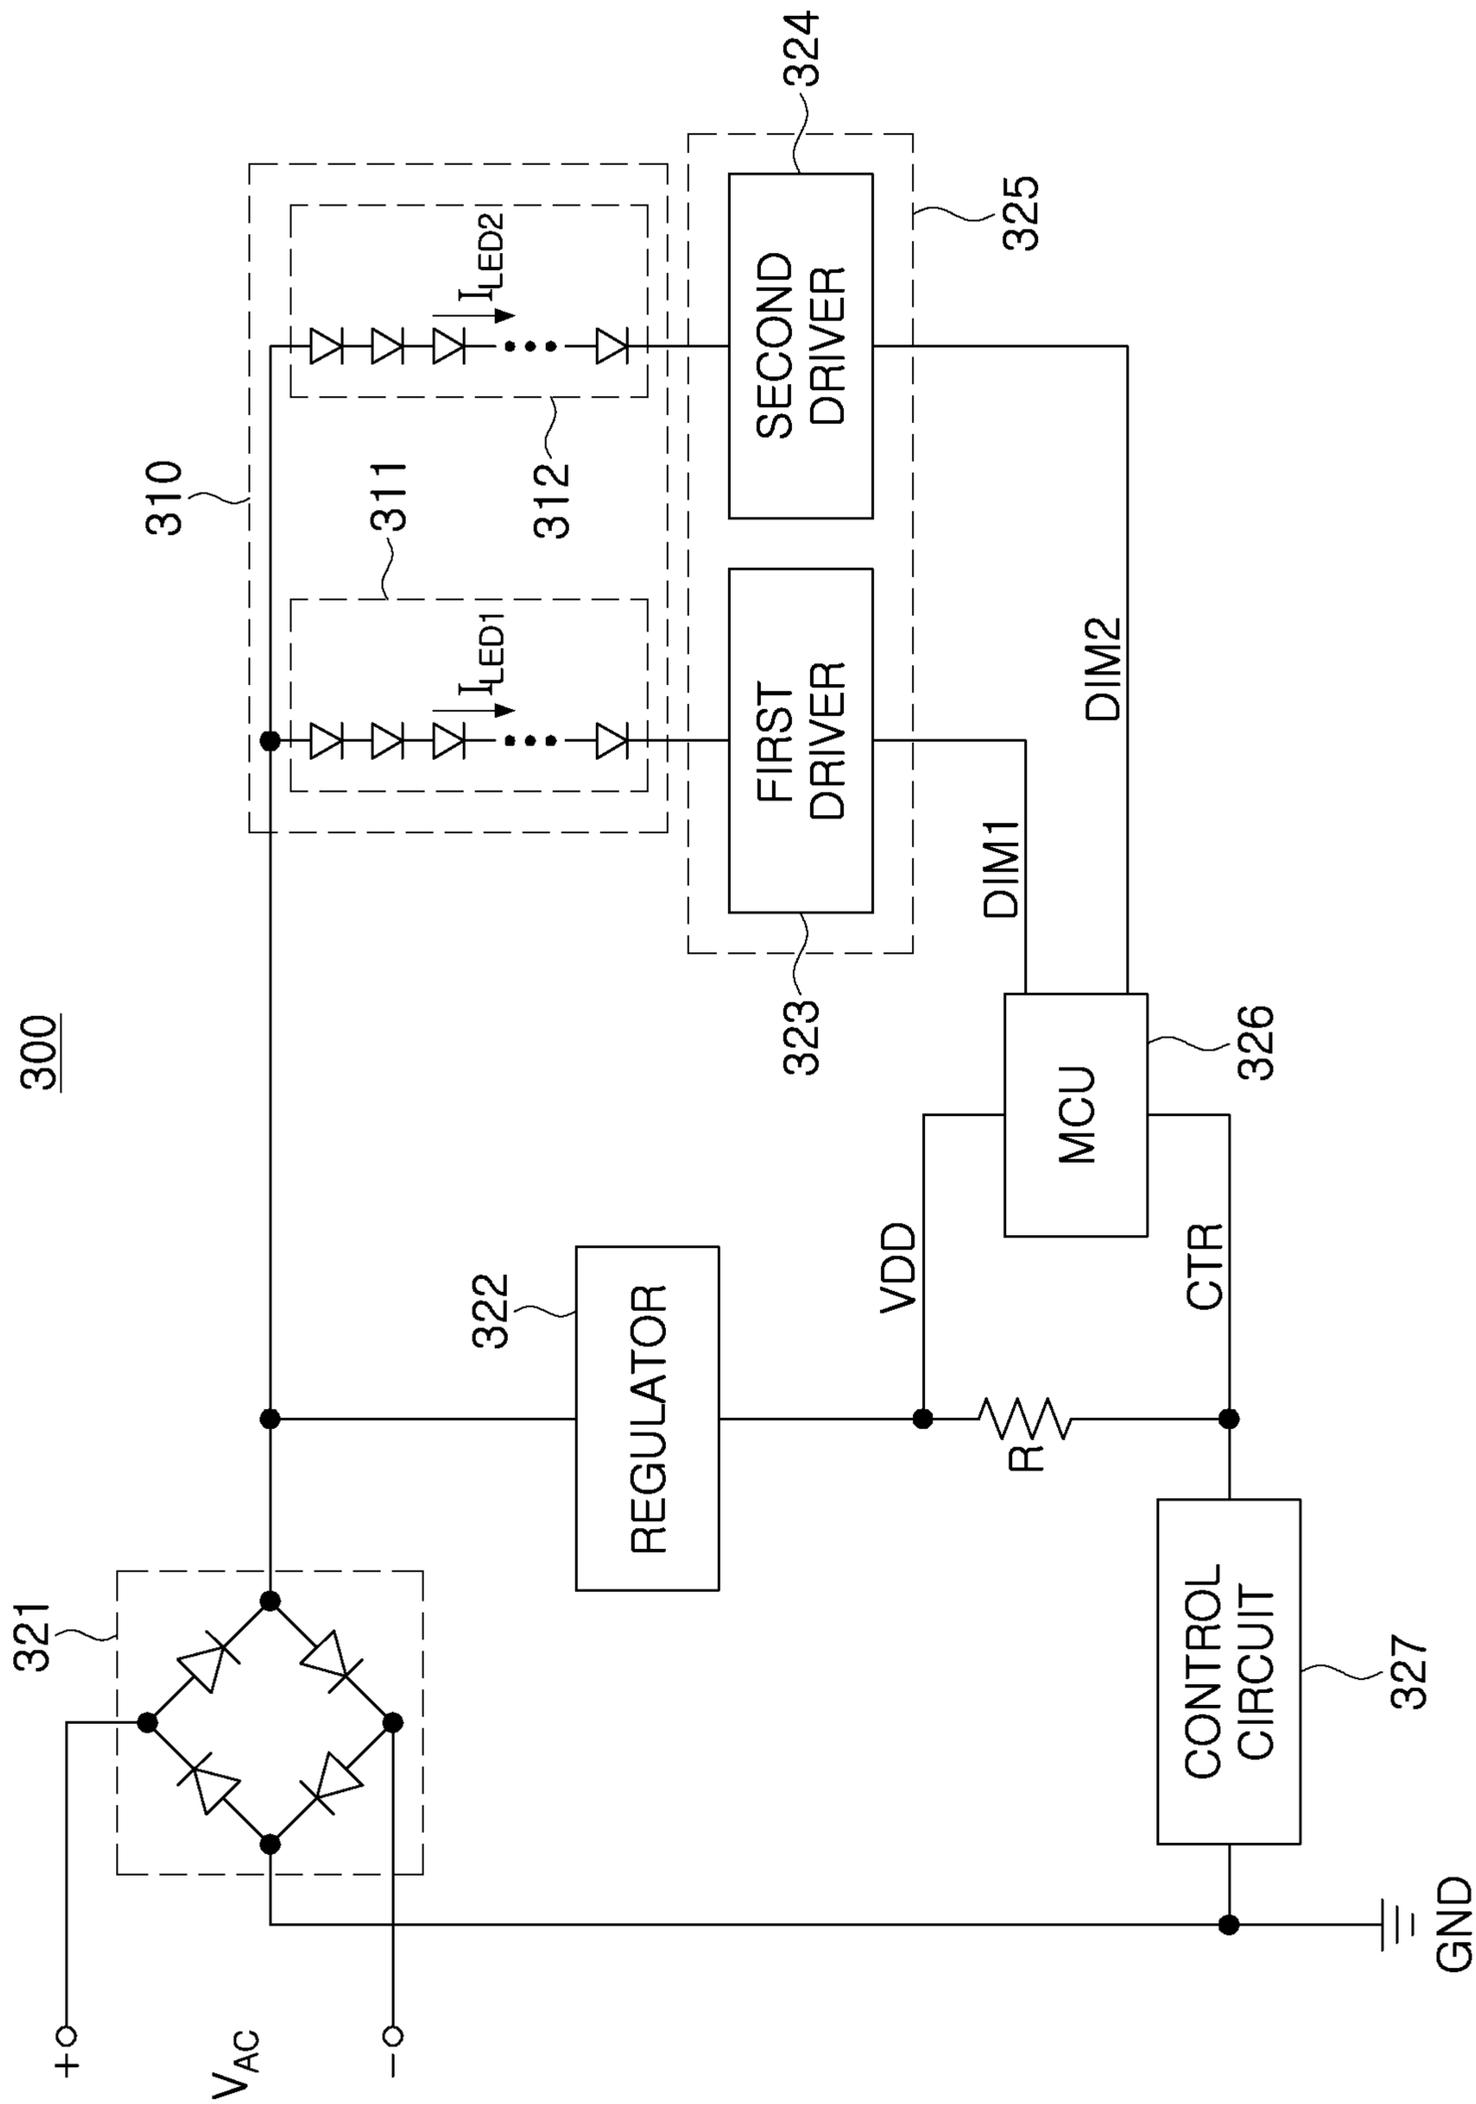 300
321
+
V_AC
-
322
REGULATOR
310
311
I_LED1
312
I_LED2
FIRST
DRIVER
323
SECOND
DRIVER
324
325
DIM1
DIM2
VDD
MCU
326
R
CTR
CONTROL
CIRCUIT
327
GND